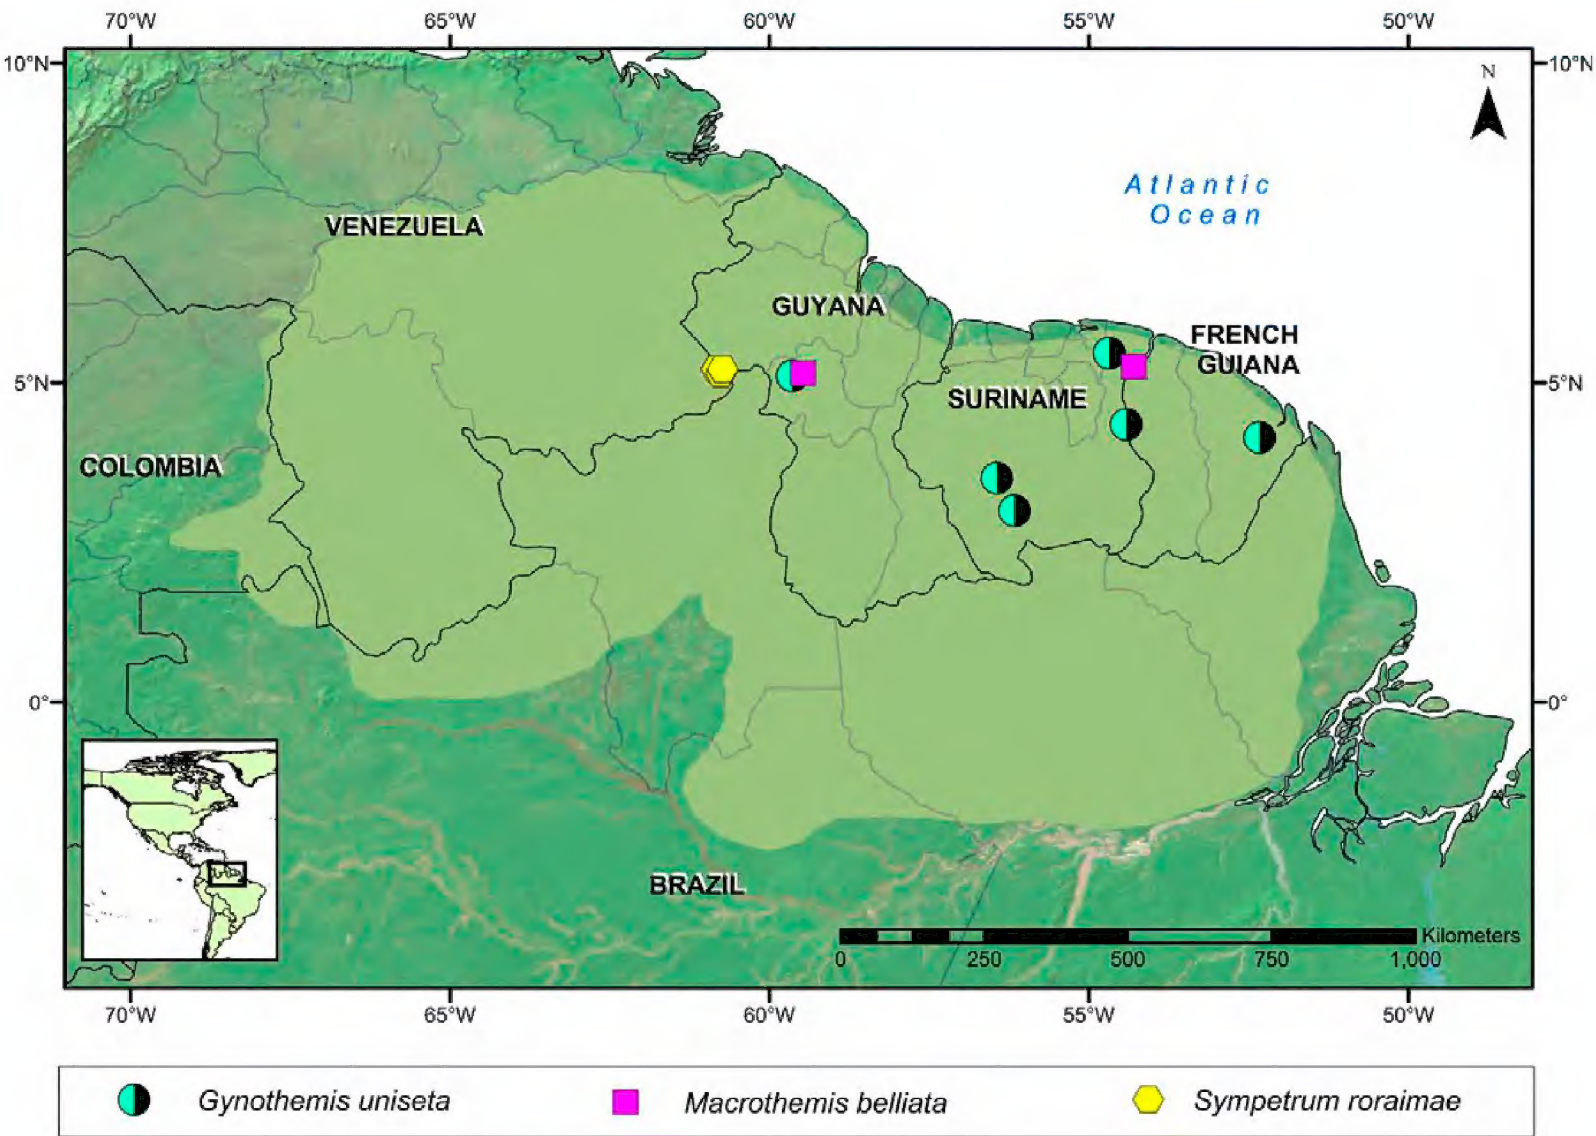 70°W 65°W 60°W 55°W 50°W
10°N 10°N
N
Atlantic
Ocean
VENEZUELA
GUYANA
FRENCH
GUIANA
5°N 5°N
SURINAME
COLOMBIA
0° 0°
BRAZIL
Kilometers
0 250 500 750 1,000
70°W 65°W 60°W 55°W 50°W
Gynothemis uniseta Macrothemis belliata Sympetrum roraimae